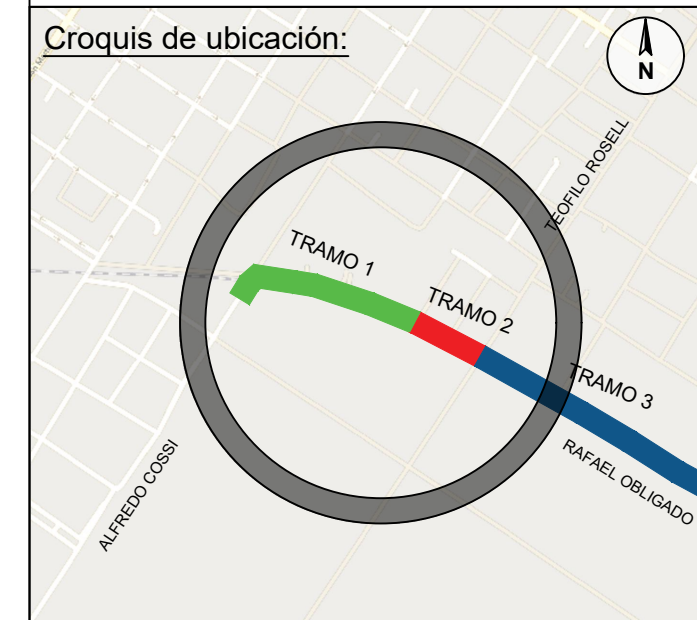 Croquis de ubicación:
N
TEOFILO ROSELL
TRAMO 1
TRAMO 2
TRAMO 3
RAFAEL OBLIGADO
ALFREDO COSSI